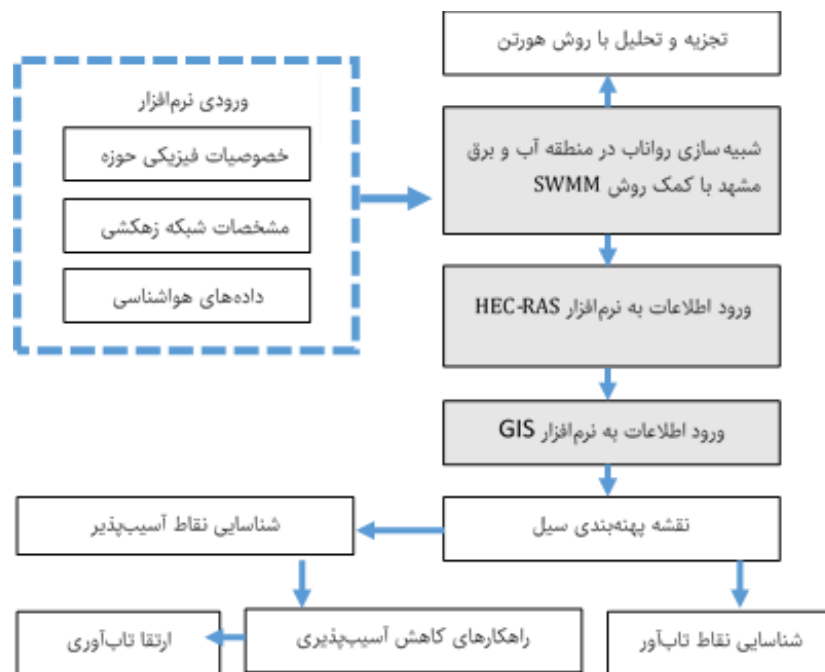 تجزیه و تحلیل با روش هورتن
ورودی نرم‌افزار
خصوصیات فیزیکی حوزه
مشخصات شبکه زهکشی
داده‌های هواشناسی
شبیه سازی رواناب در منطقه آب و برق
مشهد با کمک روش SWMM
ورود اطلاعات به نرم‌افزار HEC-RAS
ورود اطلاعات به نرم‌افزار GIS
نقشه پهنه‌بندی سیل
شناسایی نقاط آسیب‌پذیر
شناسایی نقاط تاب‌آور
راهکارهای کاهش آسیب‌پذیری
ارتقا تاب‌آوری